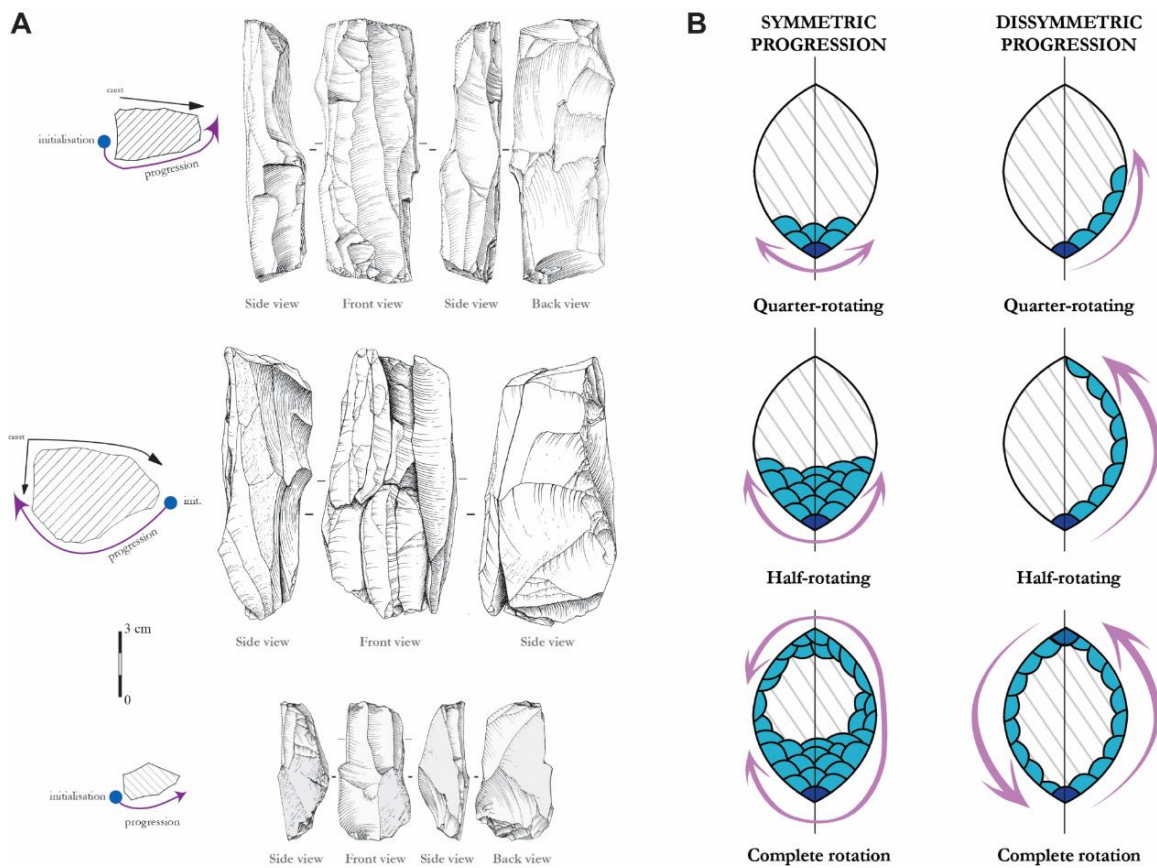 A
crest
initialisation
progression
Side view
Front view
Side view
Back view
crest
init.
progression
Side view
Front view
Side view
3 cm
0
initialisation
progression
Side view
Front view
Side view
Back view
B
SYMMETRIC
PROGRESSION
DISSYMMETRIC
PROGRESSION
Quarter-rotating
Quarter-rotating
Half-rotating
Half-rotating
Complete rotation
Complete rotation